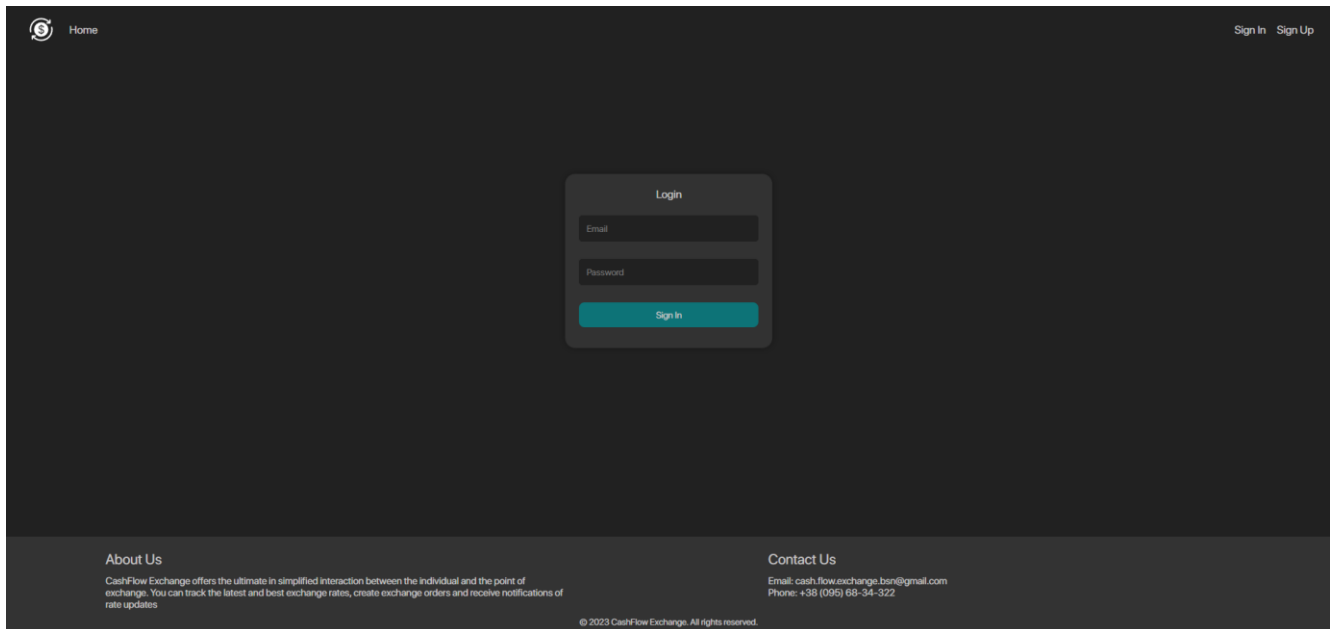 Home
Sign In Sign Up
Login
Email
Password
Sign In
About Us
CashFlow Exchange offers the ultimate in simplified interaction between the individual and the point of
exchange. You can track the latest and best exchange rates, create exchange orders and receive notifications of
rate updates
Contact Us
Email: cash.flow.exchange.bsn@gmail.com
Phone: +38 (095) 68-34-322
© 2023 CashFlow Exchange. All rights reserved.